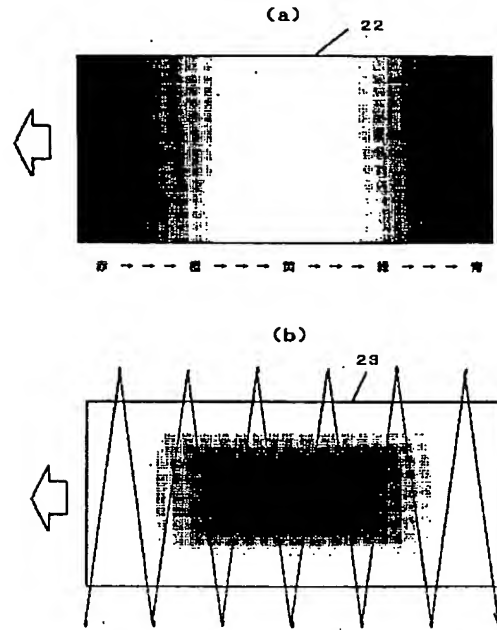 (a)
22
赤 → → → → 橙 → → → → 黄 → → → → 緑 → → → → 青
(b)
23